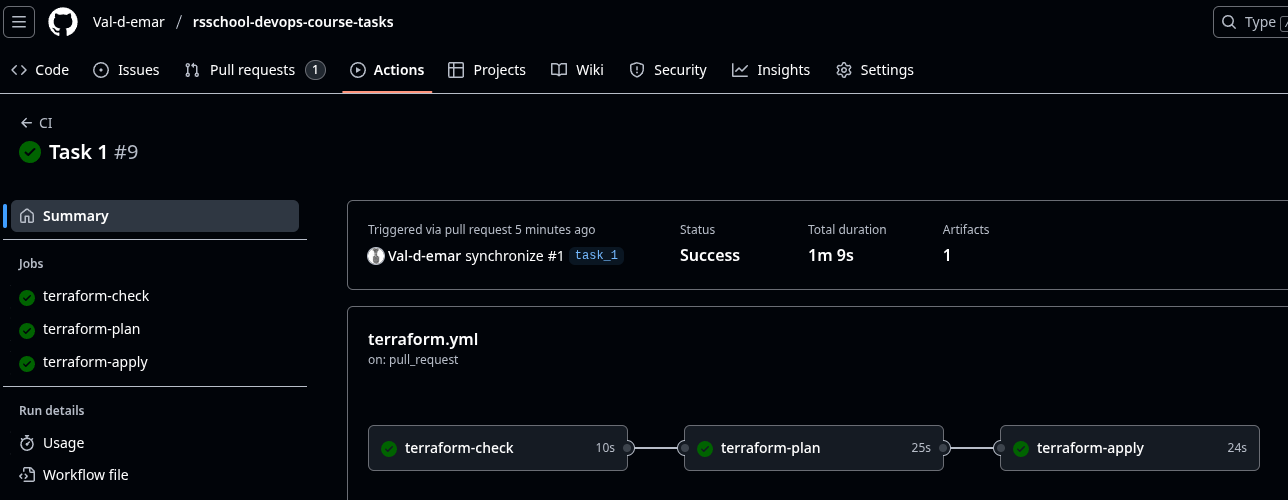 Val-d-emar / rsschool-devops-course-tasks
Type
Code Issues Pull requests 1 Actions Projects Wiki Security Insights Settings
CI
Task 1 #9
Summary
Jobs
terraform-check
terraform-plan
terraform-apply
Run details
Usage
Workflow file
Triggered via pull request 5 minutes ago
Val-d-emar synchronize #1 task_1
Status
Success
Total duration
1m 9s
Artifacts
1
terraform.yml
on: pull_request
terraform-check 10s
terraform-plan 25s
terraform-apply 24s